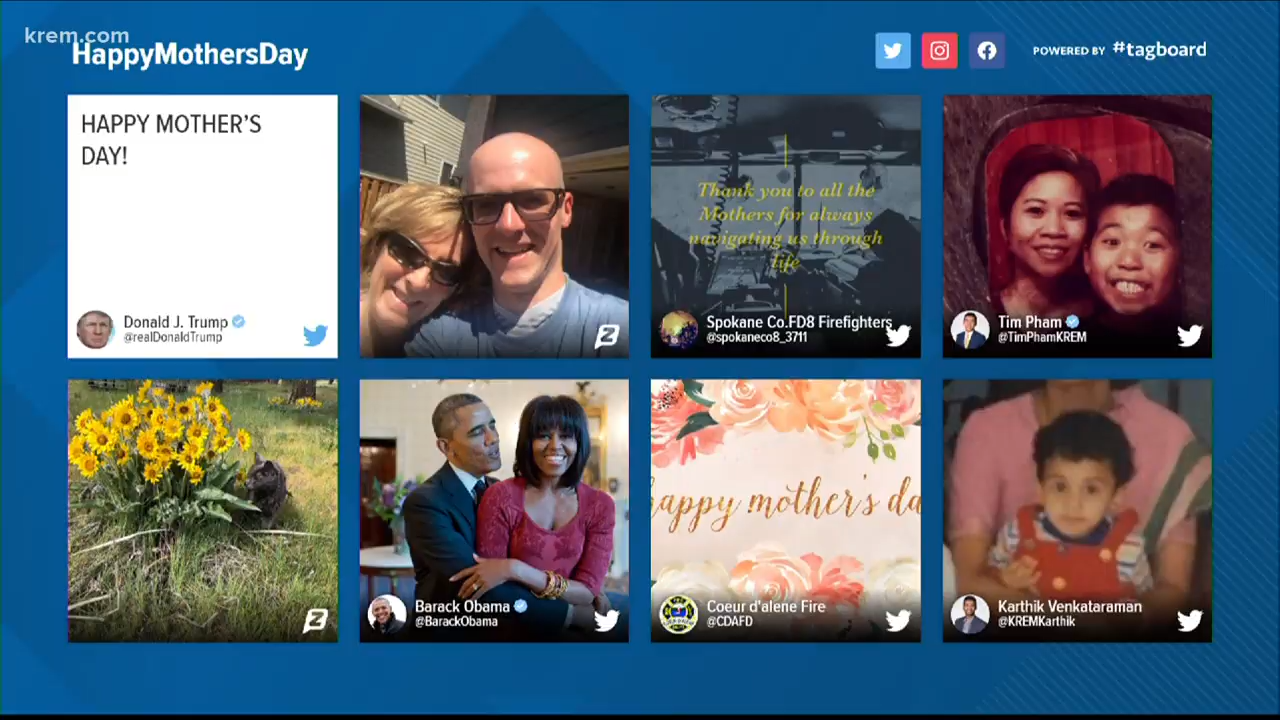 krem.com
HappyMothersDay
POWERED BY #tagboard
HAPPY MOTHER'S
DAY!
Donald J. Trump
@realDonaldTrump
Thank you to all the
Mothers for always
navigating us through
life
Spokane Co.FD8 Firefighters
@spokaneco8_3711
Tim Pham
@TimPhamKREM
Barack Obama
@BarackObama
happy mother's da
Coeur d'alene Fire
@CDAFD
Karthik Venkataraman
@KREMKarthik